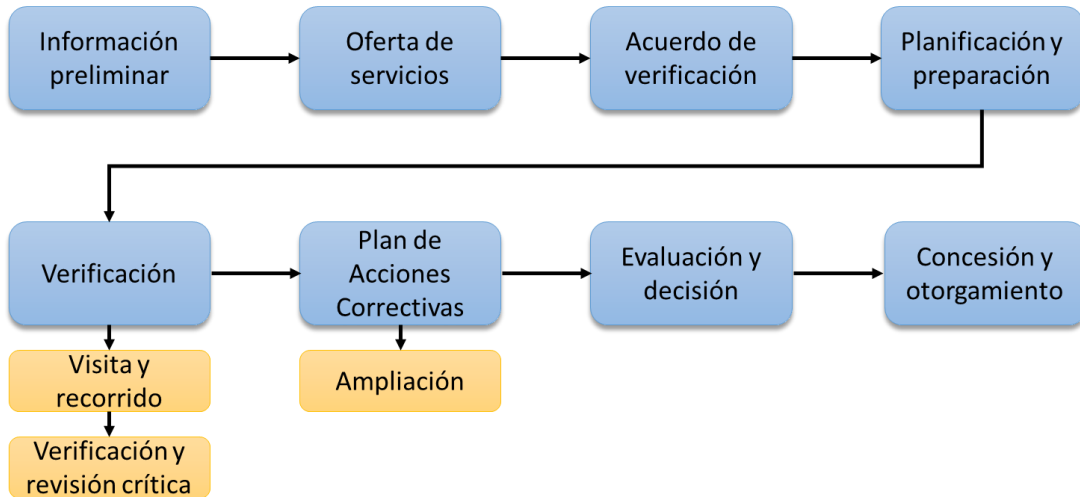 Información
preliminar
Oferta de
servicios
Acuerdo de
verificación
Planificación y
preparación
Verificación
Plan de
Acciones
Correctivas
Evaluación y
decisión
Concesión y
otorgamiento
Visita y
recorrido
Ampliación
Verificación y
revisión crítica